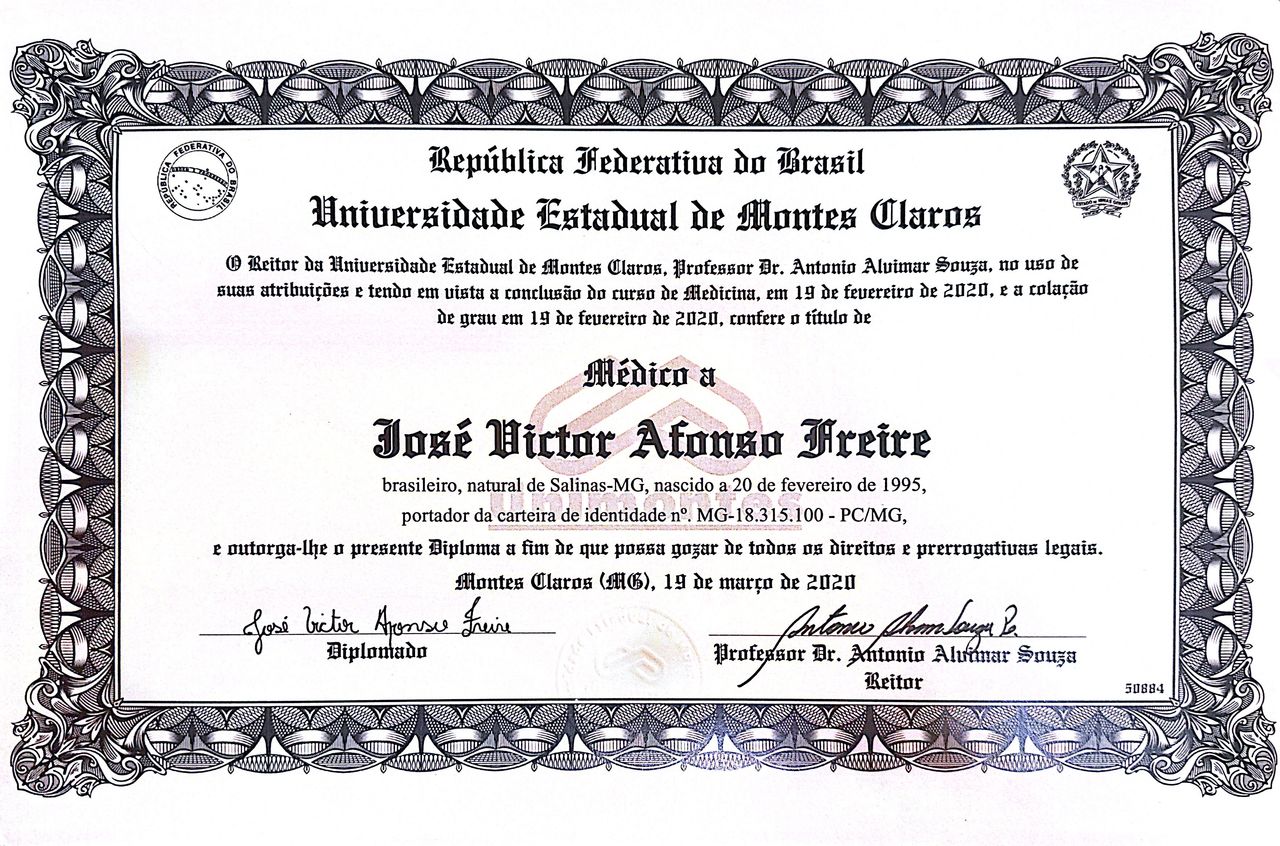 REPÚBLICA FEDERATIVA DO BRASIL
República Federativa do Brasil
Universidade Estadual de Montes Claros
O Reitor da Universidade Estadual de Montes Claros, Professor Dr. Antonio Alvimar Souza, no uso de
suas atribuições e tendo em vista a conclusão do curso de Medicina, em 19 de fevereiro de 2020, e a colação
de grau em 19 de fevereiro de 2020, confere o título de
Médico a
José Victor Afonso Freire
brasileiro, natural de Salinas-MG, nascido a 20 de fevereiro de 1995,
unimontes
portador da carteira de identidade nº. MG-18.315.100 - PC/MG,
e outorga-lhe o presente Diploma a fim de que possa gozar de todos os direitos e prerrogativas legais.
Montes Claros (MG), 19 de março de 2020
José Victor Afonso Freire
Diplomado
Professor Dr. Antonio Alvimar Souza
Reitor
50884